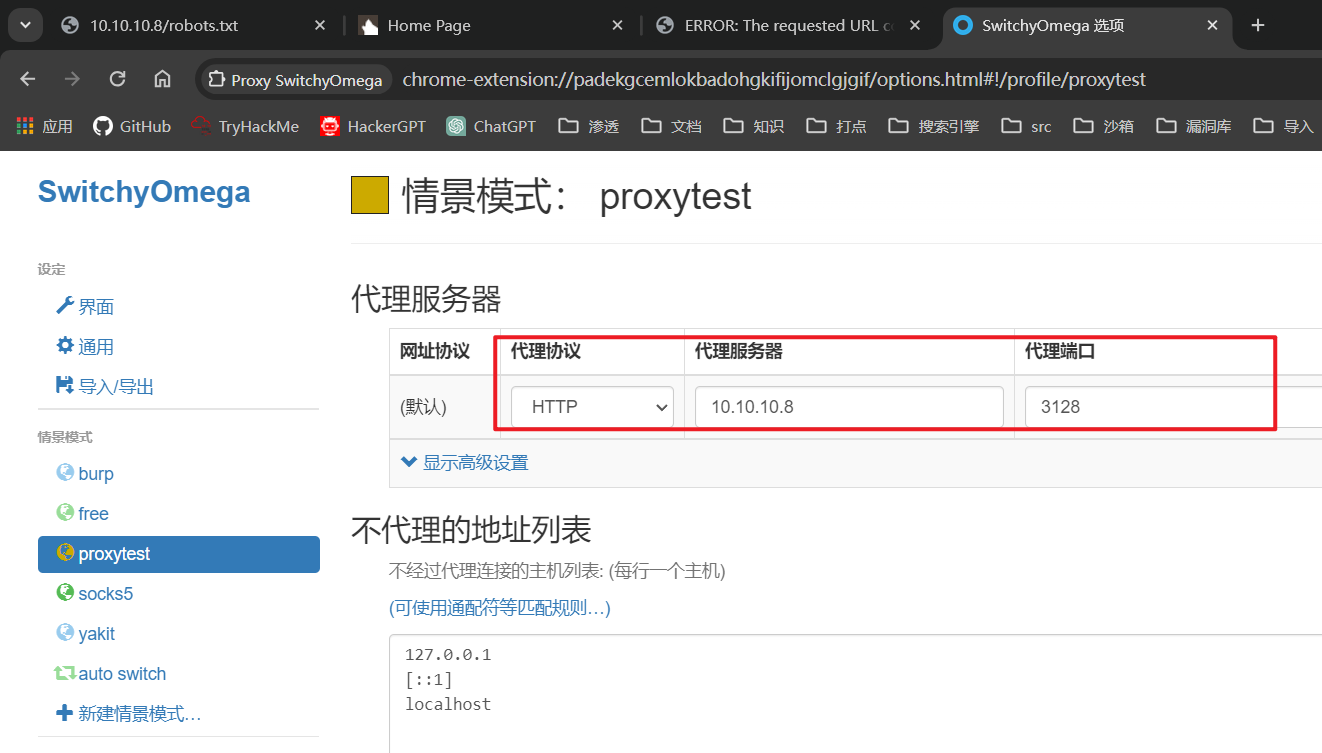 10.10.10.8/robots.txt
Home Page
ERROR: The requested URL c
SwitchyOmega 选项
Proxy SwitchyOmega
chrome-extension://padekgcemlokbadohgkifijomclgjgif/options.html#!/profile/proxytest
应用 GitHub TryHackMe HackerGPT ChatGPT 渗透 文档 知识 打点 搜索引擎 src 沙箱 漏洞库 导入
SwitchyOmega
设定
界面
通用
导入/导出
情景模式
burp
free
proxytest
socks5
yakit
auto switch
新建情景模式…
情景模式： proxytest
代理服务器
网址协议 代理协议 代理服务器 代理端口
(默认) HTTP 10.10.10.8 3128
显示高级设置
不代理的地址列表
不经过代理连接的主机列表: (每行一个主机)
(可使用通配符等匹配规则…)
127.0.0.1
[::1]
localhost